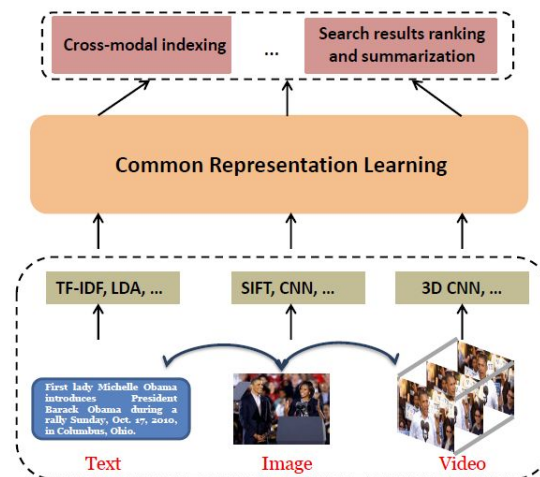 Cross-modal indexing
...
Search results ranking
and summarization
Common Representation Learning
TF-IDF, LDA, ...
SIFT, CNN, ...
3D CNN, ...
First lady Michelle Obama
introduces President
Barack Obama during a
rally Sunday, Oct. 17, 2010,
in Columbus, Ohio.
Text
Image
Video